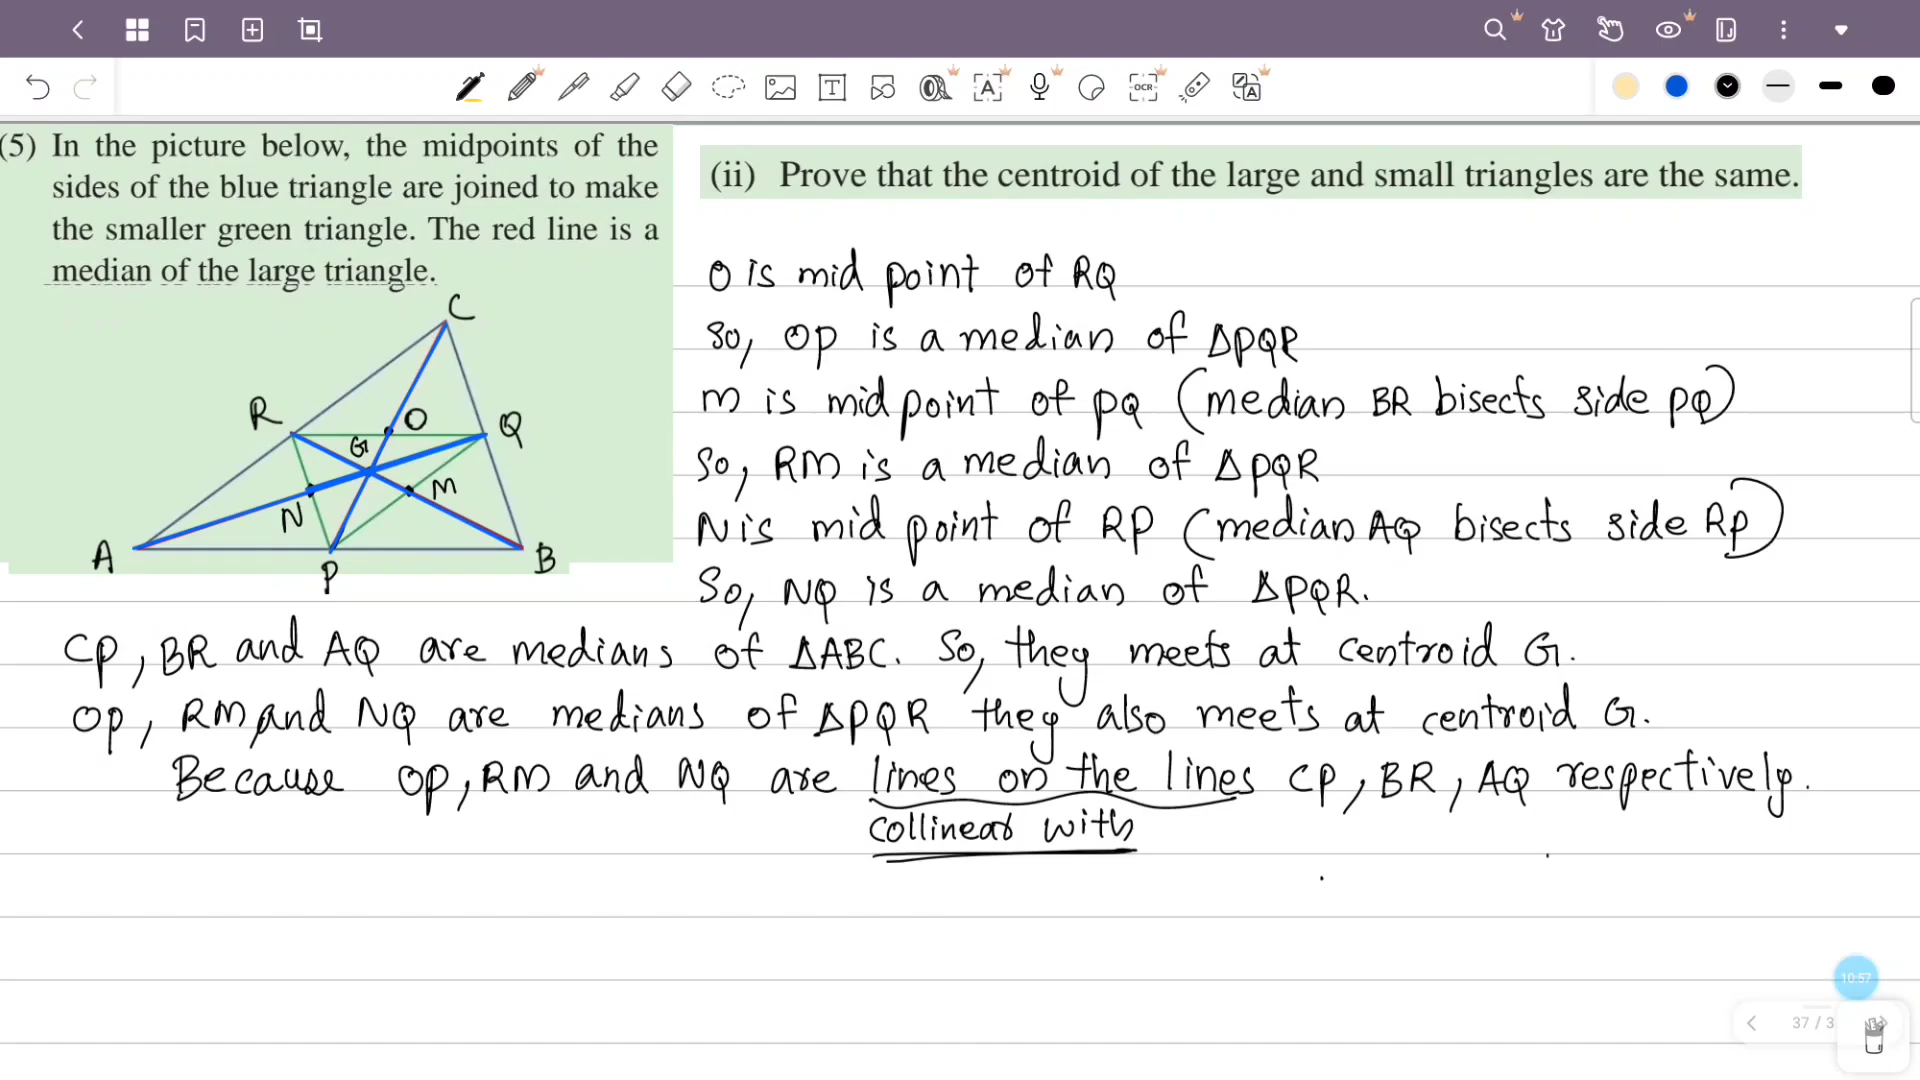 (5) In the picture below, the midpoints of the
sides of the blue triangle are joined to make
the smaller green triangle. The red line is a
median of the large triangle.
C
R
O
Q
G
M
N
A
B
P
(ii) Prove that the centroid of the large and small triangles are the same.
O is mid point of RQ
So, OP is a median of ΔPQR
M is midpoint of PQ (median BR bisects side PQ)
So, RM is a median of ΔPQR
N is mid point of RP (median AQ bisects side RP)
So, NQ is a median of ΔPQR.
CP, BR and AQ are medians of ΔABC. So, they meets at centroid G.
OP, RM and NQ are medians of ΔPQR they also meets at centroid G.
Because OP, RM and NQ are lines on the lines CP, BR, AQ respectively.
collinear with
10:57
37 / 3